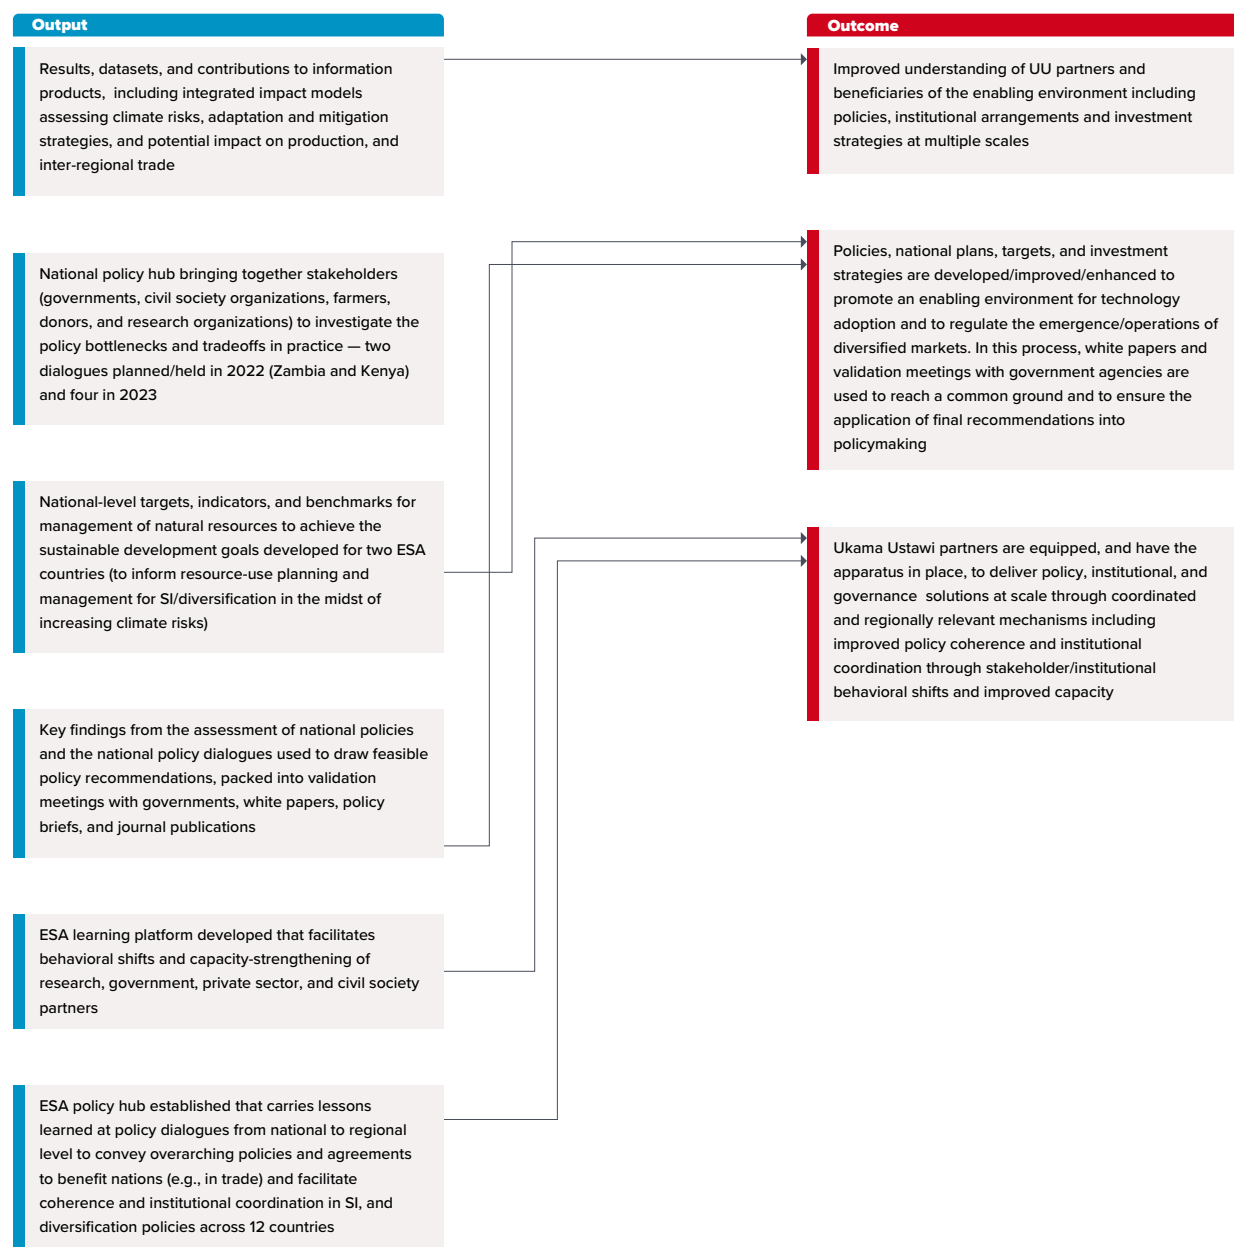 Output
Results, datasets, and contributions to information
products,  including integrated impact models
assessing climate risks, adaptation and mitigation
strategies, and potential impact on production, and
inter-regional trade
National policy hub bringing together stakeholders
(governments, civil society organizations, farmers,
donors, and research organizations) to investigate the
policy bottlenecks and tradeoffs in practice — two
dialogues planned/held in 2022 (Zambia and Kenya)
and four in 2023
National-level targets, indicators, and benchmarks for
management of natural resources to achieve the
sustainable development goals developed for two ESA
countries (to inform resource-use planning and
management for SI/diversification in the midst of
increasing climate risks)
Key findings from the assessment of national policies
and the national policy dialogues used to draw feasible
policy recommendations, packed into validation
meetings with governments, white papers, policy
briefs, and journal publications
ESA learning platform developed that facilitates
behavioral shifts and capacity-strengthening of
research, government, private sector, and civil society
partners
ESA policy hub established that carries lessons
learned at policy dialogues from national to regional
level to convey overarching policies and agreements
to benefit nations (e.g., in trade) and facilitate
coherence and institutional coordination in SI, and
diversification policies across 12 countries
Outcome
Improved understanding of UU partners and
beneficiaries of the enabling environment including
policies, institutional arrangements and investment
strategies at multiple scales
Policies, national plans, targets, and investment
strategies are developed/improved/enhanced to
promote an enabling environment for technology
adoption and to regulate the emergence/operations of
diversified markets. In this process, white papers and
validation meetings with government agencies are
used to reach a common ground and to ensure the
application of final recommendations into
policymaking
Ukama Ustawi partners are equipped, and have the
apparatus in place, to deliver policy, institutional, and
governance  solutions at scale through coordinated
and regionally relevant mechanisms including
improved policy coherence and institutional
coordination through stakeholder/institutional
behavioral shifts and improved capacity